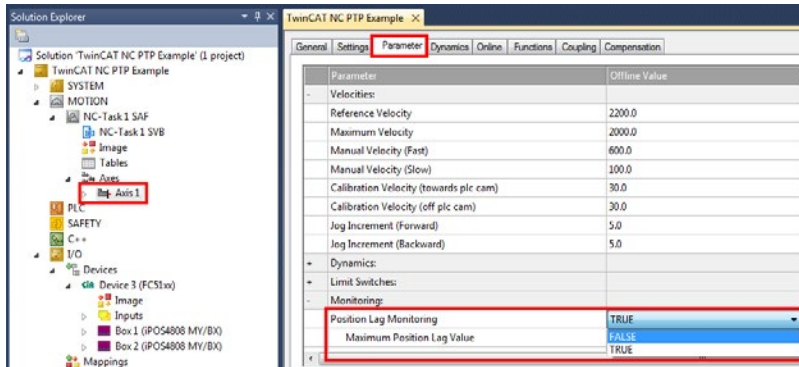 Solution Explorer
TwinCAT NC PTP Example
Solution 'TwinCAT NC PTP Example' (1 project)
TwinCAT NC PTP Example
SYSTEM
MOTION
NC-Task 1 SAF
NC-Task 1 SVB
Image
Tables
Axes
Axis 1
PLC
SAFETY
C++
I/O
Devices
Device 3 (FC51xx)
Image
Inputs
Box 1 (iPOS4808 MY/BX)
Box 2 (iPOS4808 MY/BX)
Mappings
General Settings Parameter Dynamics Online Functions Coupling Compensation
Parameter Offline Value
- Velocities:
Reference Velocity 2200.0
Maximum Velocity 2000.0
Manual Velocity (Fast) 600.0
Manual Velocity (Slow) 100.0
Calibration Velocity (towards plc cam) 30.0
Calibration Velocity (off plc cam) 30.0
Jog Increment (Forward) 5.0
Jog Increment (Backward) 5.0
+ Dynamics:
+ Limit Switches:
- Monitoring:
Position Lag Monitoring TRUE
Maximum Position Lag Value FALSE
TRUE